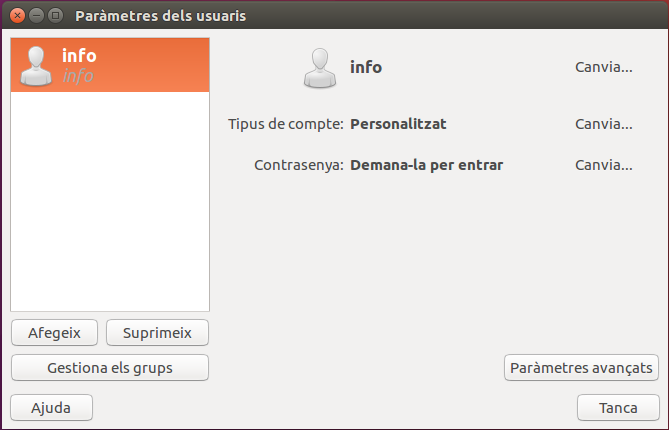 Paràmetres dels usuaris
info
info
info
Canvia...
Tipus de compte: Personalitzat
Canvia...
Contrasenya: Demana-la per entrar
Canvia...
Afegeix
Suprimeix
Gestiona els grups
Paràmetres avançats
Ajuda
Tanca